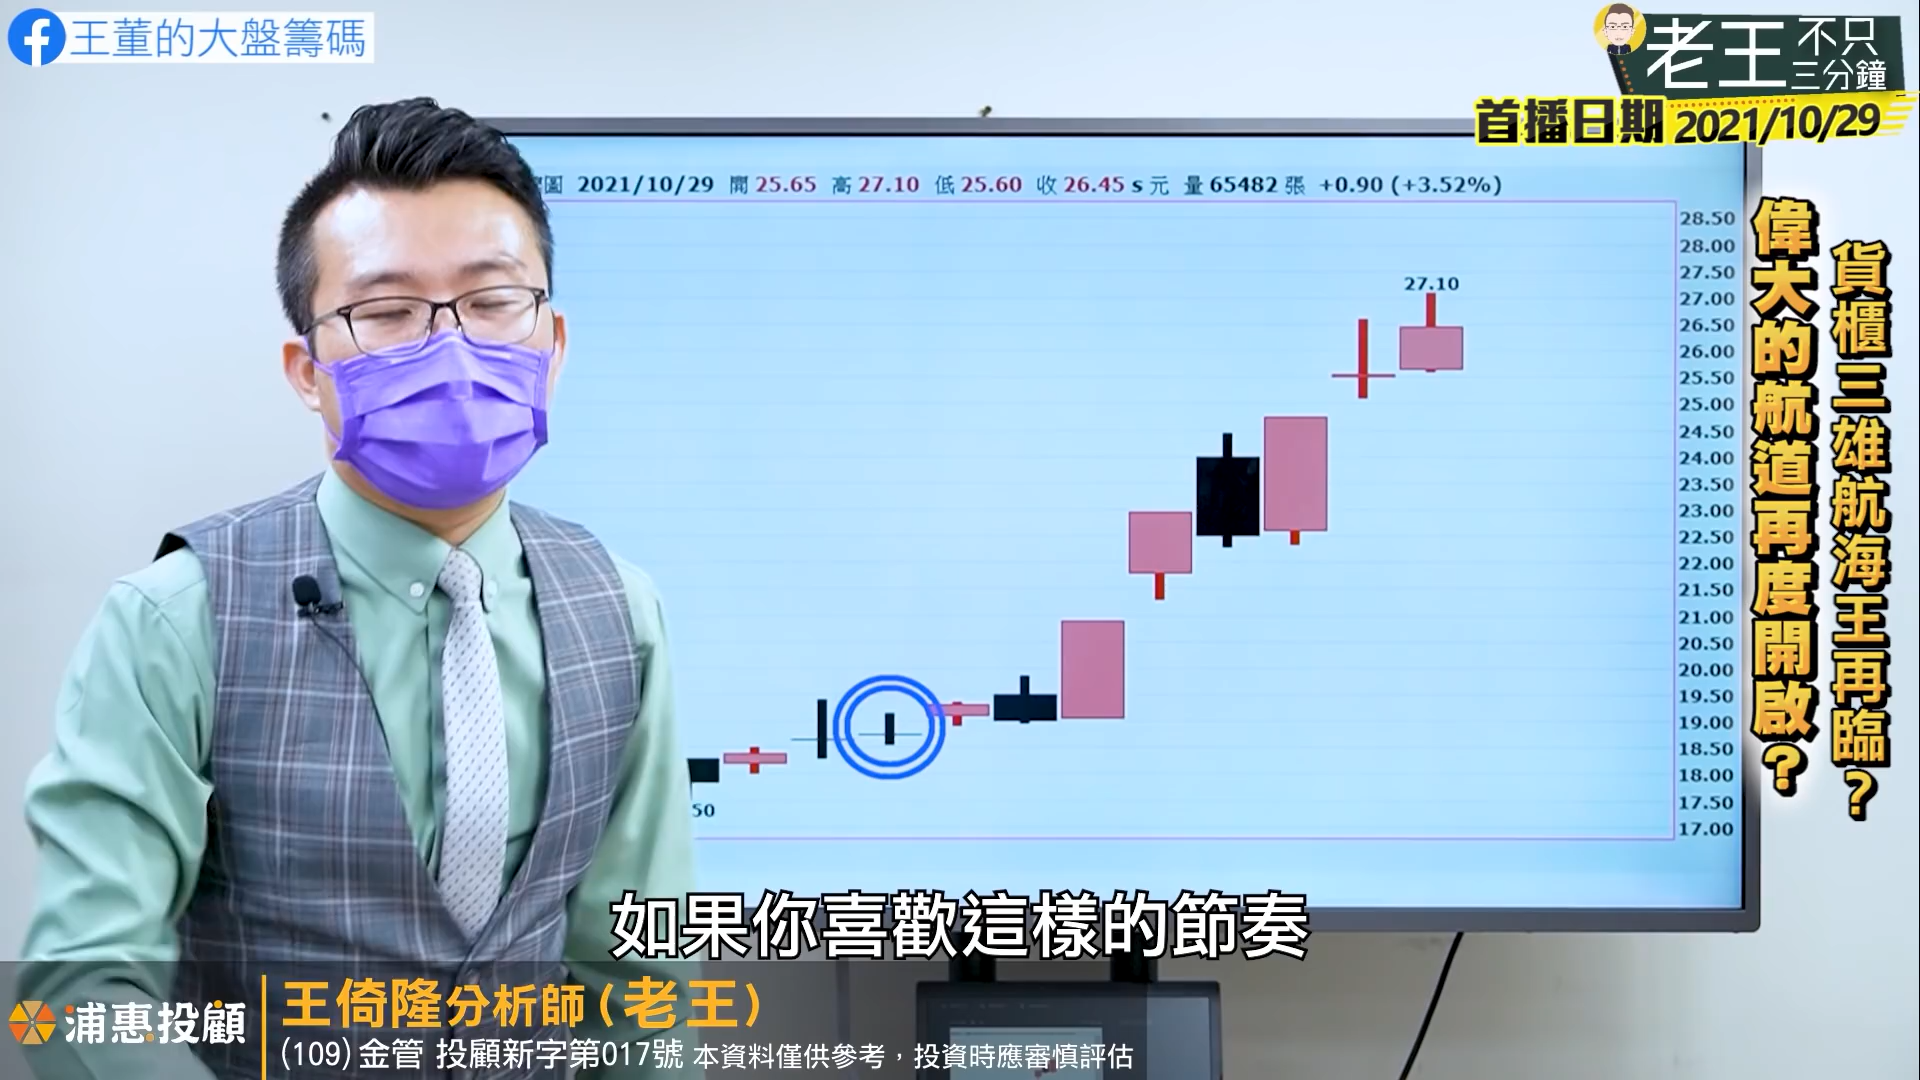 王董的大盤籌碼
老王 不只三分鐘
首播日期 2021/10/29
圖 2021/10/29 開 25.65 高 27.10 低 25.60 收 26.45 s 元 量 65482 張 +0.90 (+3.52%)
貨櫃三雄航海王再臨？
偉大的航道再度開啟？
28.50
28.00
27.50
27.00
26.50
26.00
25.50
25.00
24.50
24.00
23.50
23.00
22.50
22.00
21.50
21.00
20.50
20.00
19.50
19.00
18.50
18.00
17.50
17.00
27.10
50
如果你喜歡這樣的節奏
浦惠投顧
王倚隆分析師(老王)
(109)金管 投顧新字第017號 本資料僅供參考，投資時應審慎評估